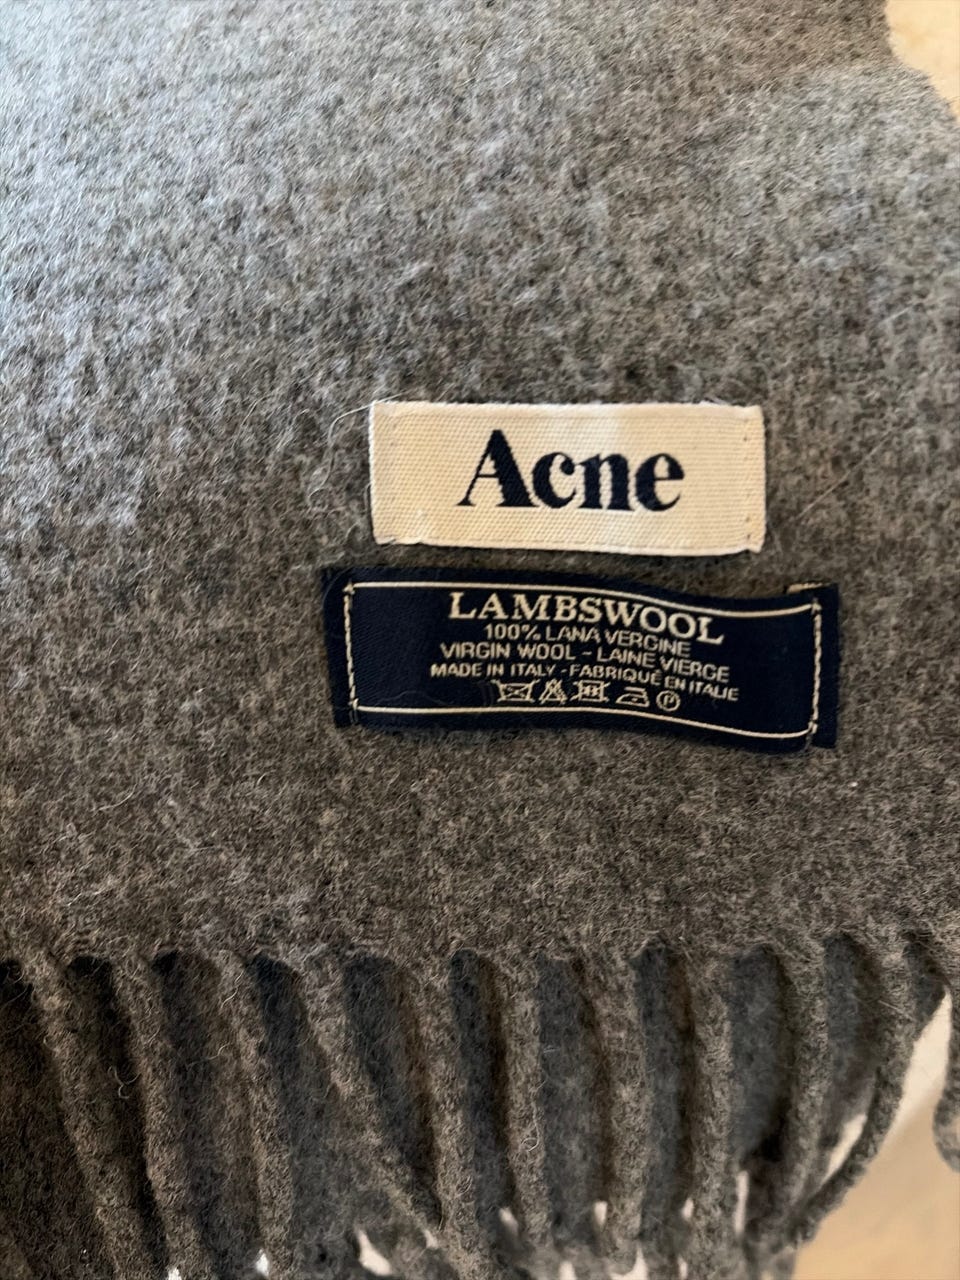 Acne
LAMBSWOOL
100% LANA VERGINE
VIRGIN WOOL - LAINE VIERGE
MADE IN ITALY - FABRIQUÉ EN ITALIE
P